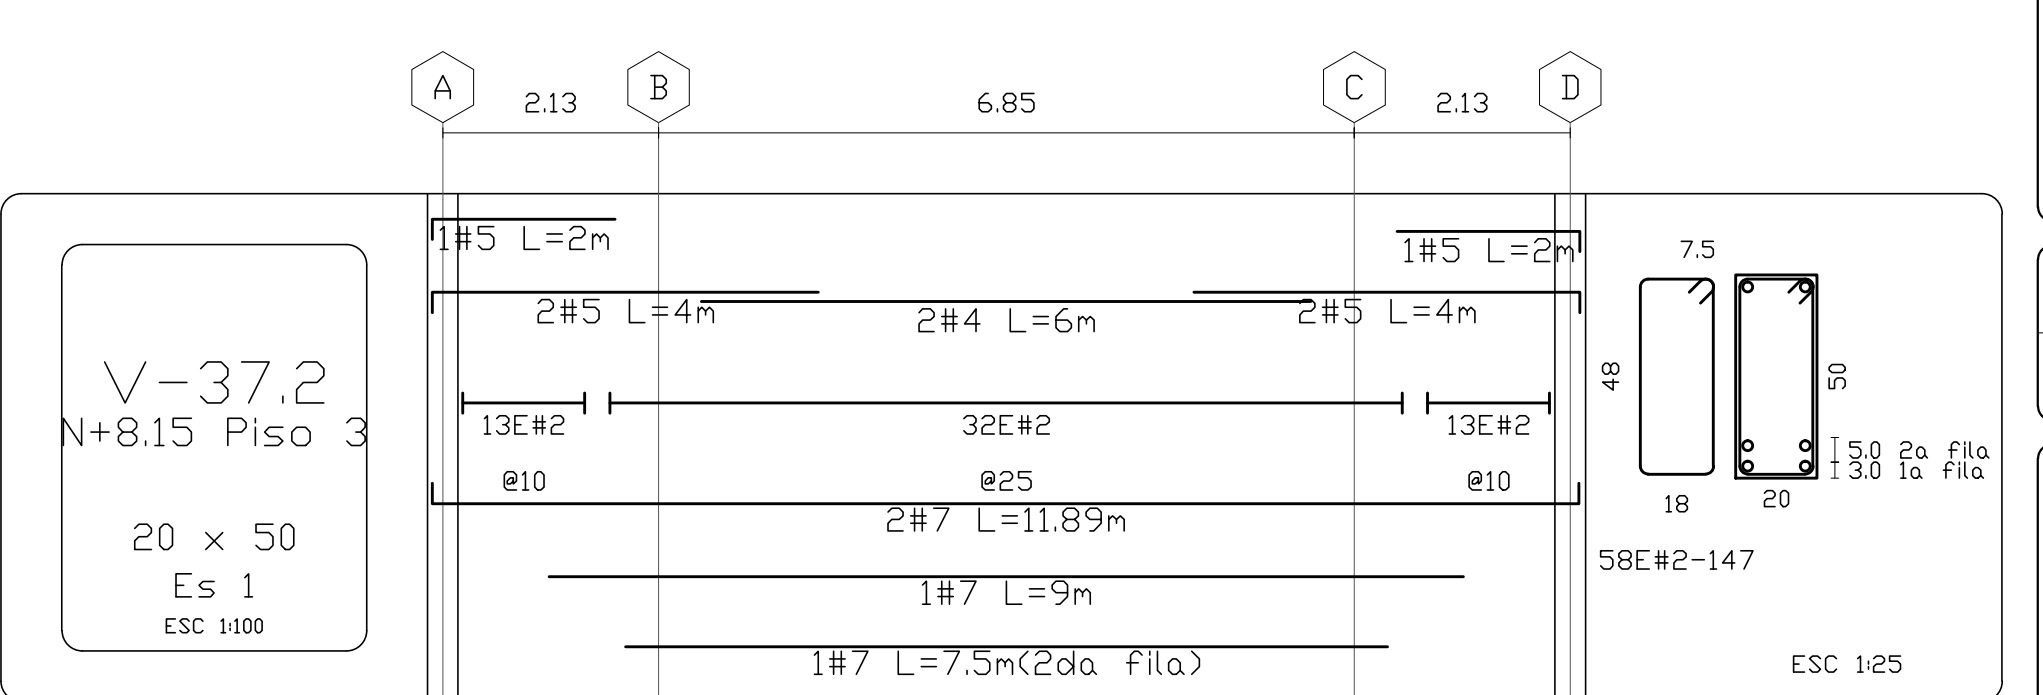 A B C D
2.13 6.85 2.13
1#5 L=2m
1#5 L=2m
7.5
2#5 L=4m 2#4 L=6m 2#5 L=4m
V-37.2
N+8.15 Piso 3
48
50
13E#2 32E#2 13E#2
@10 @25 @10
5.0 2a fila
3.0 1a fila
18 20
2#7 L=11.89m
20 x 50
58E#2-147
Es 1
1#7 L=9m
ESC 1:100
1#7 L=7.5m(2da fila)
ESC 1:25